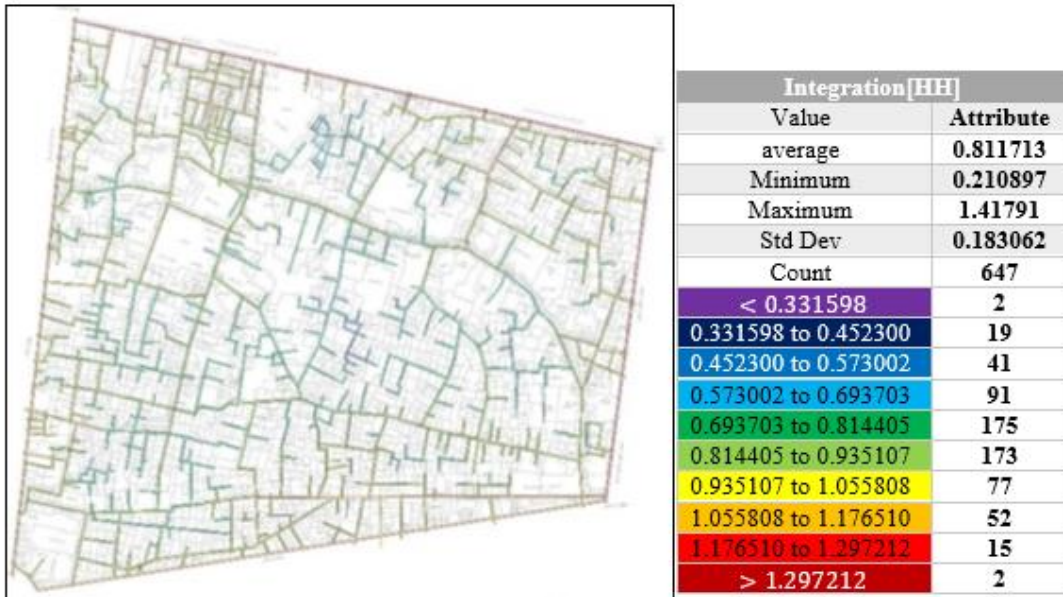 Integration[HH]
Value Attribute
average 0.811713
Minimum 0.210897
Maximum 1.41791
Std Dev 0.183062
Count 647
< 0.331598 2
0.331598 to 0.452300 19
0.452300 to 0.573002 41
0.573002 to 0.693703 91
0.693703 to 0.814405 175
0.814405 to 0.935107 173
0.935107 to 1.055808 77
1.055808 to 1.176510 52
1.176510 to 1.297212 15
> 1.297212 2